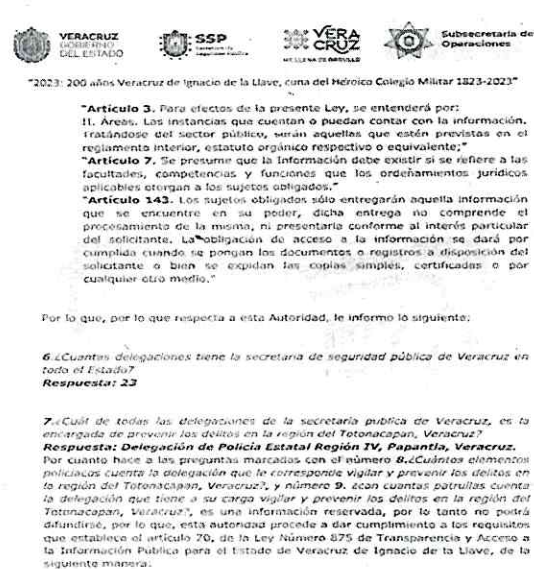 VERACRUZ
GOBIERNO
DEL ESTADO
SSP
Secretaría de
Seguridad Pública
VERA
CRUZ
ME LLENA DE ORGULLO
Subsecretaría de
Operaciones
"2023: 200 años Veracruz de Ignacio de la Llave, cuna del Heroico Colegio Militar 1823-2023"
"Artículo 3. Para efectos de la presente Ley, se entenderá por:
II. Áreas. Las instancias que cuentan o puedan contar con la información.
Tratándose del sector público, serán aquellas que estén previstas en el
reglamento interior, estatuto orgánico respectivo o equivalente;"
"Artículo 7. Se presume que la Información debe existir si se refiere a las
facultades, competencias y funciones que los ordenamientos jurídicos
aplicables otorgan a los sujetos obligados."
"Artículo 143. Los sujetos obligados sólo entregarán aquella información
que se encuentre en su poder, dicha entrega no comprende el
procesamiento de la misma, ni presentarla conforme al interés particular
del solicitante. La obligación de acceso a la información se dará por
cumplida cuando se pongan los documentos o registros a disposición del
solicitante o bien se expidan las copias simples, certificadas o por
cualquier otro medio."
Por lo que, por lo que respecta a esta Autoridad, le informo lo siguiente:
6.¿Cuantas delegaciones tiene la secretaria de seguridad pública de Veracruz en
todo el Estado?
Respuesta: 23
7.¿Cuál de todas las delegaciones de la secretaría publica de Veracruz, es la
encargada de prevenir los delitos en la región del Totonacapan, Veracruz?
Respuesta: Delegación de Policía Estatal Región IV, Papantla, Veracruz.
Por cuanto hace a las preguntas marcadas con el número 8.¿Cuántos elementos
policiacos cuenta la delegación que le corresponde vigilar y prevenir los delitos en
la región del Totonacapan, Veracruz?, y número 9. ¿con cuantas patrullas cuenta
la delegación que tiene a su cargo vigilar y prevenir los delitos en la región del
Totonacapan, Veracruz?, es una información reservada, por lo tanto no podrá
difundirse, por lo que, esta autoridad procede a dar cumplimiento a los requisitos
que establece el artículo 70, de la Ley Número 875 de Transparencia y Acceso a
la Información Pública para el Estado de Veracruz de Ignacio de la Llave, de la
siguiente manera: